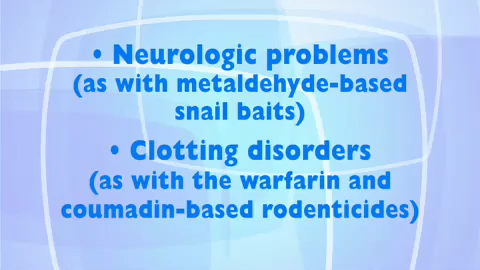 • Neurologic problems
(as with metaldehyde-based
snail baits)
• Clotting disorders
(as with the warfarin and
coumadin-based rodenticides)